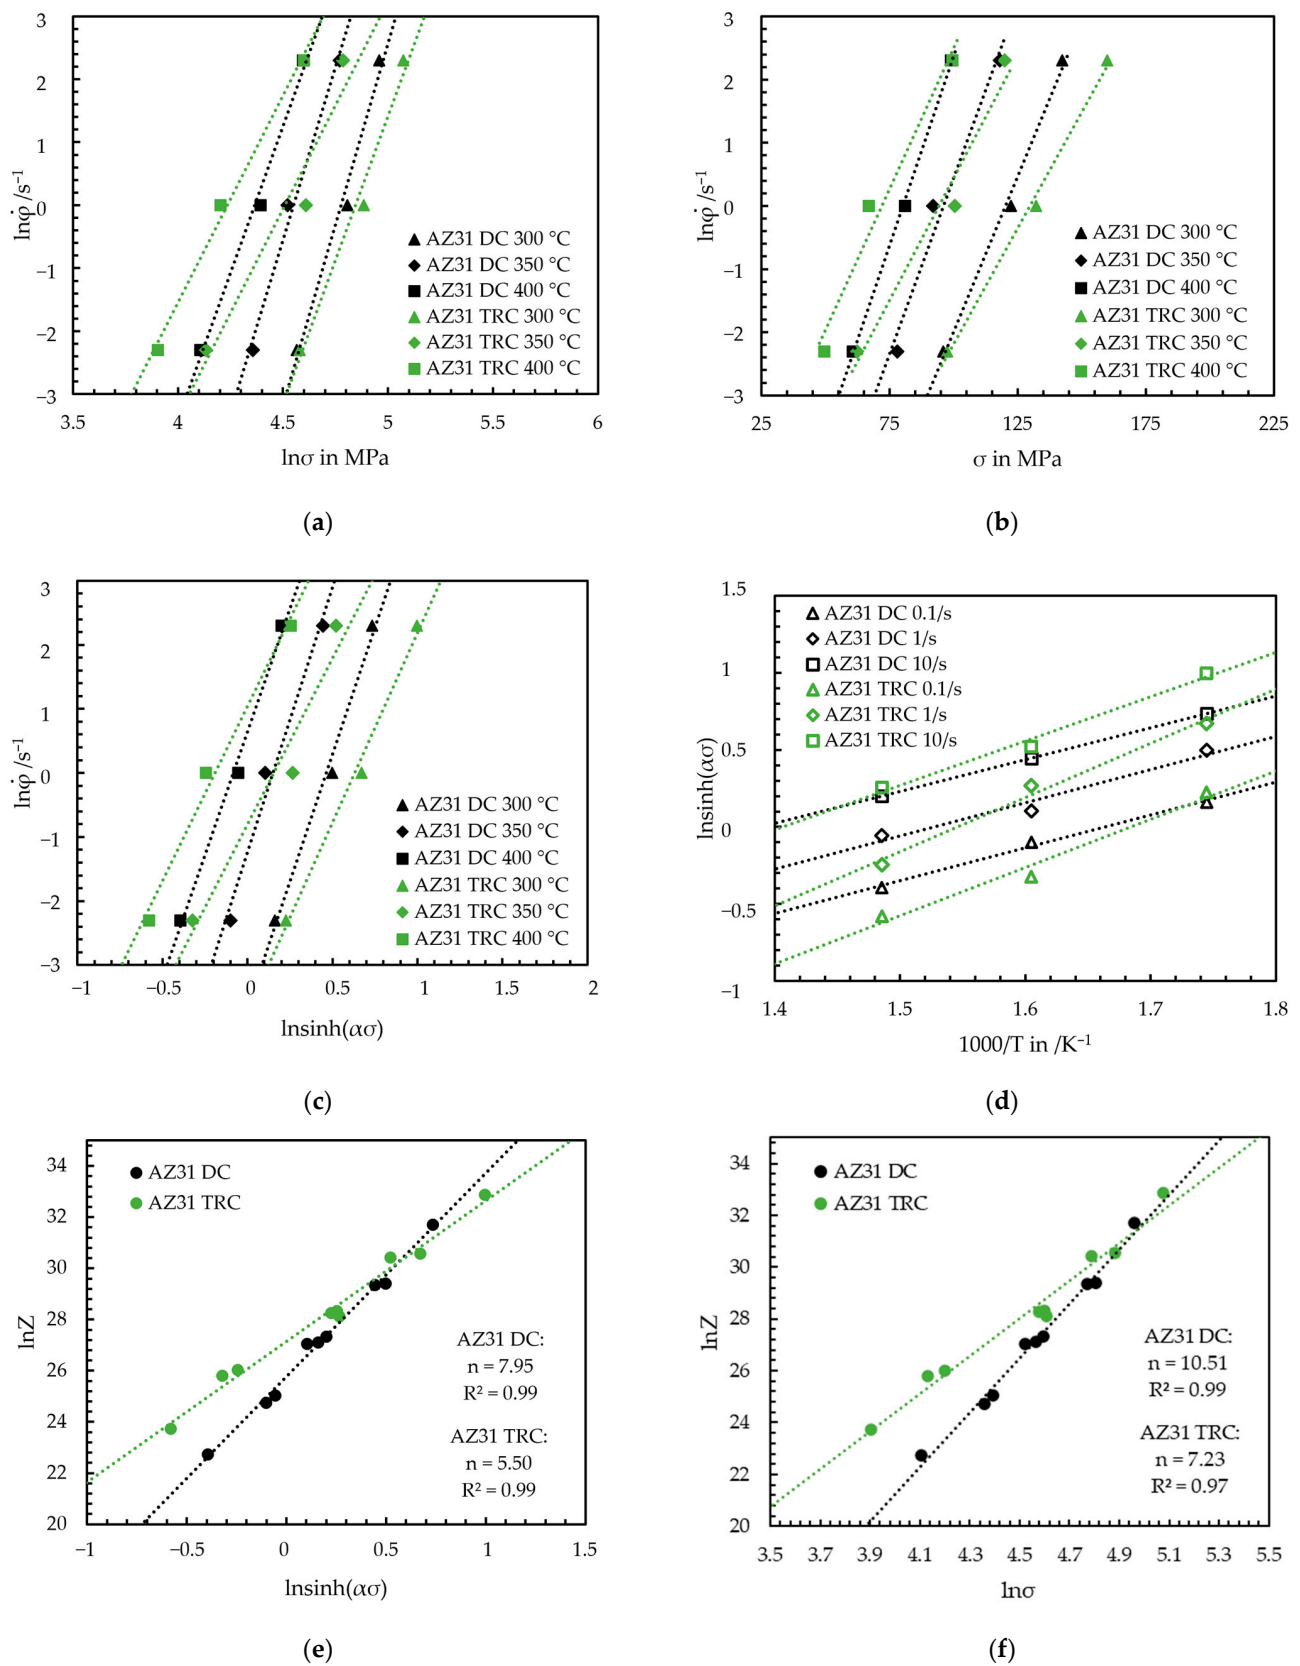 3
2
1
0
−1
−2
−3
lnφ̇ /s⁻¹
AZ31 DC 300 °C
AZ31 DC 350 °C
AZ31 DC 400 °C
AZ31 TRC 300 °C
AZ31 TRC 350 °C
AZ31 TRC 400 °C
3.5 4 4.5 5 5.5 6
lnσ in MPa
(a)
3
2
1
0
−1
−2
−3
lnφ̇ /s⁻¹
AZ31 DC 300 °C
AZ31 DC 350 °C
AZ31 DC 400 °C
AZ31 TRC 300 °C
AZ31 TRC 350 °C
AZ31 TRC 400 °C
25 75 125 175 225
σ in MPa
(b)
3
2
1
0
−1
−2
−3
lnφ̇ /s⁻¹
AZ31 DC 300 °C
AZ31 DC 350 °C
AZ31 DC 400 °C
AZ31 TRC 300 °C
AZ31 TRC 350 °C
AZ31 TRC 400 °C
−1 −0.5 0 0.5 1 1.5 2
lnsinh(ασ)
(c)
1.5
1
0.5
0
−0.5
−1
lnsinh(ασ)
AZ31 DC 0.1/s
AZ31 DC 1/s
AZ31 DC 10/s
AZ31 TRC 0.1/s
AZ31 TRC 1/s
AZ31 TRC 10/s
1.4 1.5 1.6 1.7 1.8
1000/T in /K⁻¹
(d)
34
32
30
28
26
24
22
20
lnZ
AZ31 DC
AZ31 TRC
AZ31 DC:
n = 7.95
R² = 0.99
AZ31 TRC:
n = 5.50
R² = 0.99
−1 −0.5 0 0.5 1 1.5
lnsinh(ασ)
(e)
34
32
30
28
26
24
22
20
lnZ
AZ31 DC
AZ31 TRC
AZ31 DC:
n = 10.51
R² = 0.99
AZ31 TRC:
n = 7.23
R² = 0.97
3.5 3.7 3.9 4.1 4.3 4.5 4.7 4.9 5.1 5.3 5.5
lnσ
(f)